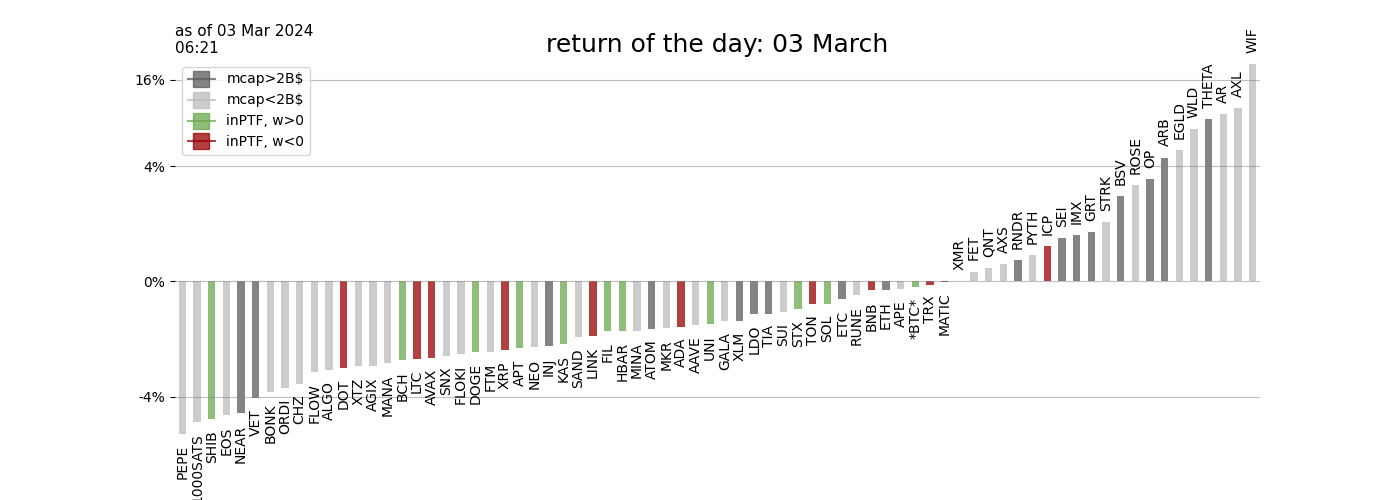 as of 03 Mar 2024
06:21
return of the day: 03 March
mcap>2B$
mcap<2B$
inPTF, w>0
inPTF, w<0
16%
4%
0%
-4%
PEPE
1000SATS
SHIB
EOS
NEAR
VET
BONK
ORDI
CHZ
FLOW
ALGO
DOT
XTZ
AGIX
MANA
BCH
LTC
AVAX
SNX
FLOKI
DOGE
FTM
XRP
APT
NEO
INJ
KAS
SAND
LINK
FIL
HBAR
MINA
ATOM
MKR
ADA
AAVE
UNI
GALA
XLM
LDO
TIA
SUI
STX
TON
SOL
ETC
RUNE
BNB
ETH
APE
*BTC*
TRX
MATIC
XMR
FET
QNT
AXS
RNDR
PYTH
ICP
SEI
IMX
GRT
STRK
BSV
ROSE
OP
ARB
EGLD
WLD
THETA
AR
AXL
WIF